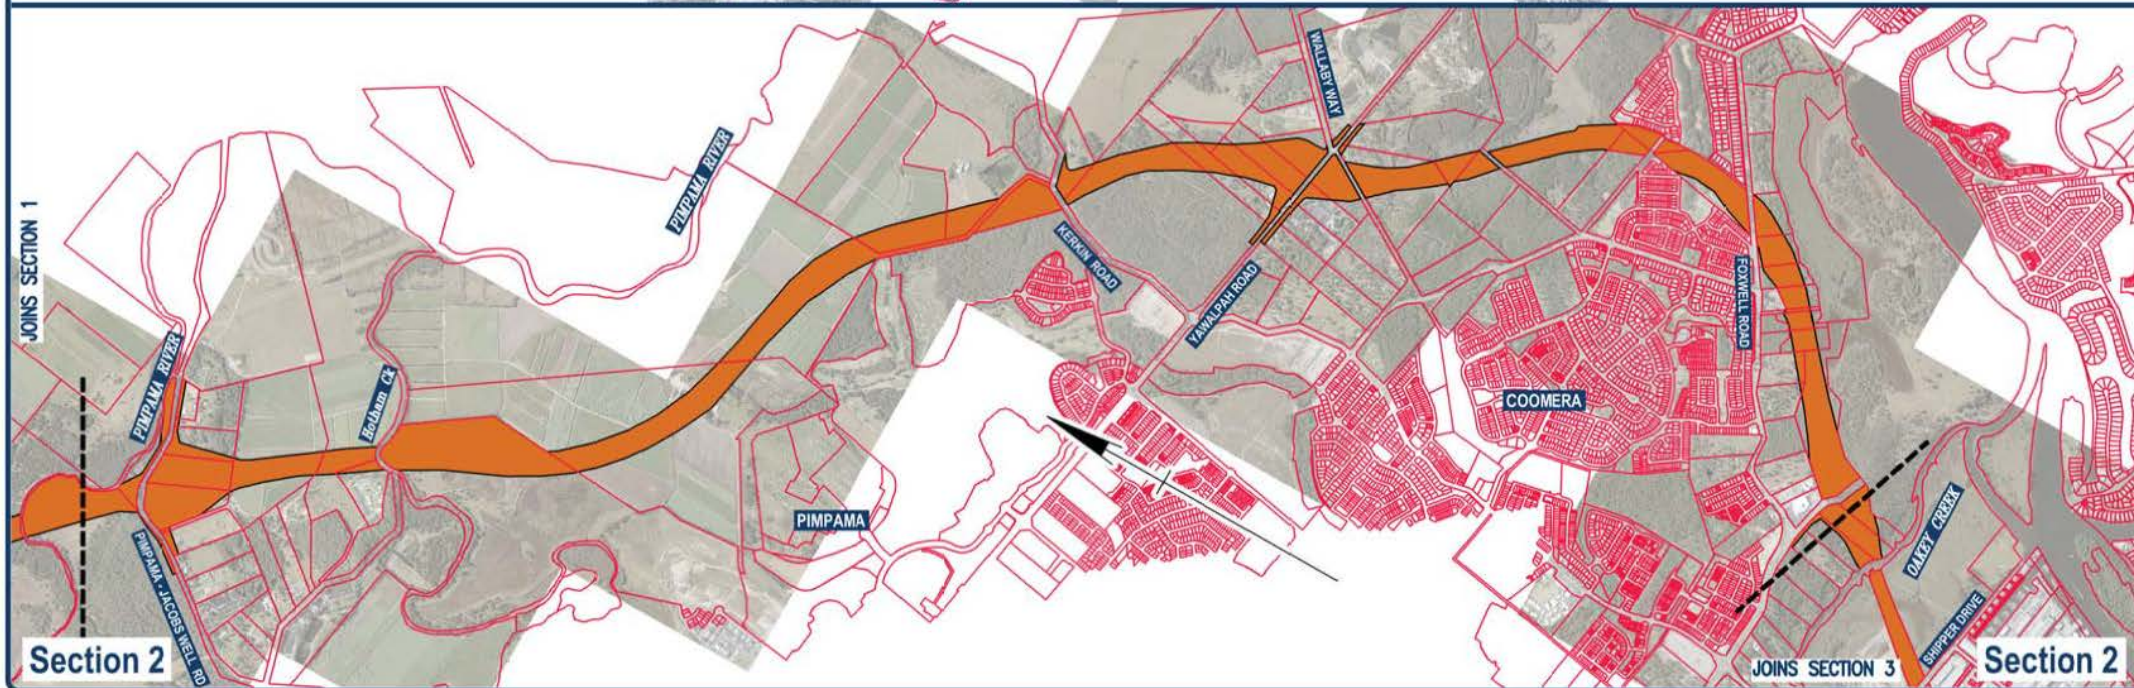 WALLABY WAY
JOINS SECTION 1
PIMPAMA RIVER
KERKIN ROAD
YAWALPAH ROAD
FOXWELL ROAD
PIMPAMA RIVER
Hotham Ck
COOMERA
PIMPAMA
OAKEY CREEK
PIMPAMA - JACOBS WELL RD
SHIPPER DRIVE
Section 2
JOINS SECTION 3
Section 2